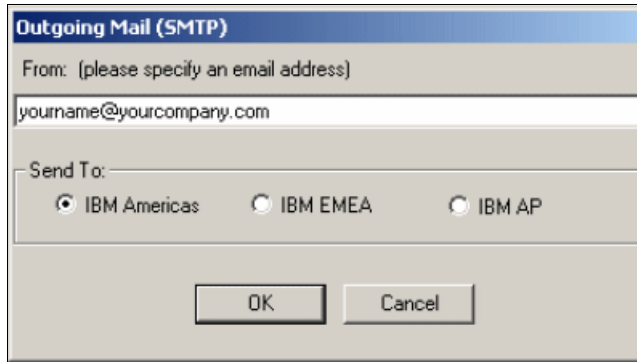 Outgoing Mail (SMTP)
From: (please specify an email address)
yourname@yourcompany.com
Send To:
IBM Americas IBM EMEA IBM AP
OK Cancel